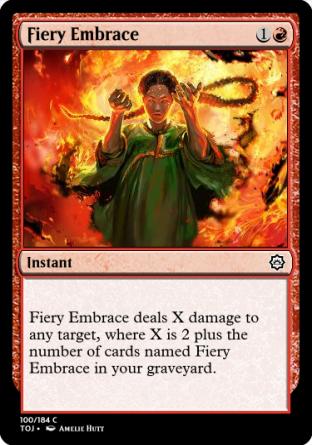 Fiery Embrace 1
Instant
Fiery Embrace deals X damage to
any target, where X is 2 plus the
number of cards named Fiery
Embrace in your graveyard.
100/184 C
TOJ • Amelie Hutt